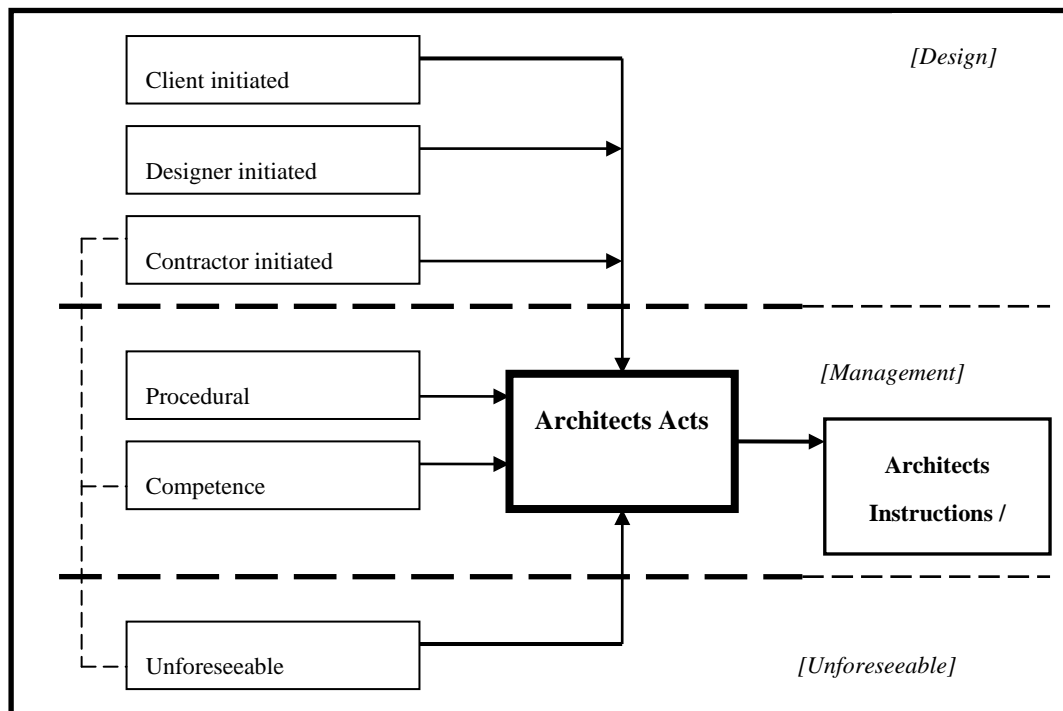 Client initiated
[Design]
Designer initiated
Contractor initiated
Procedural
[Management]
Architects Acts
Competence
Architects
Instructions /
Unforeseeable
[Unforeseeable]